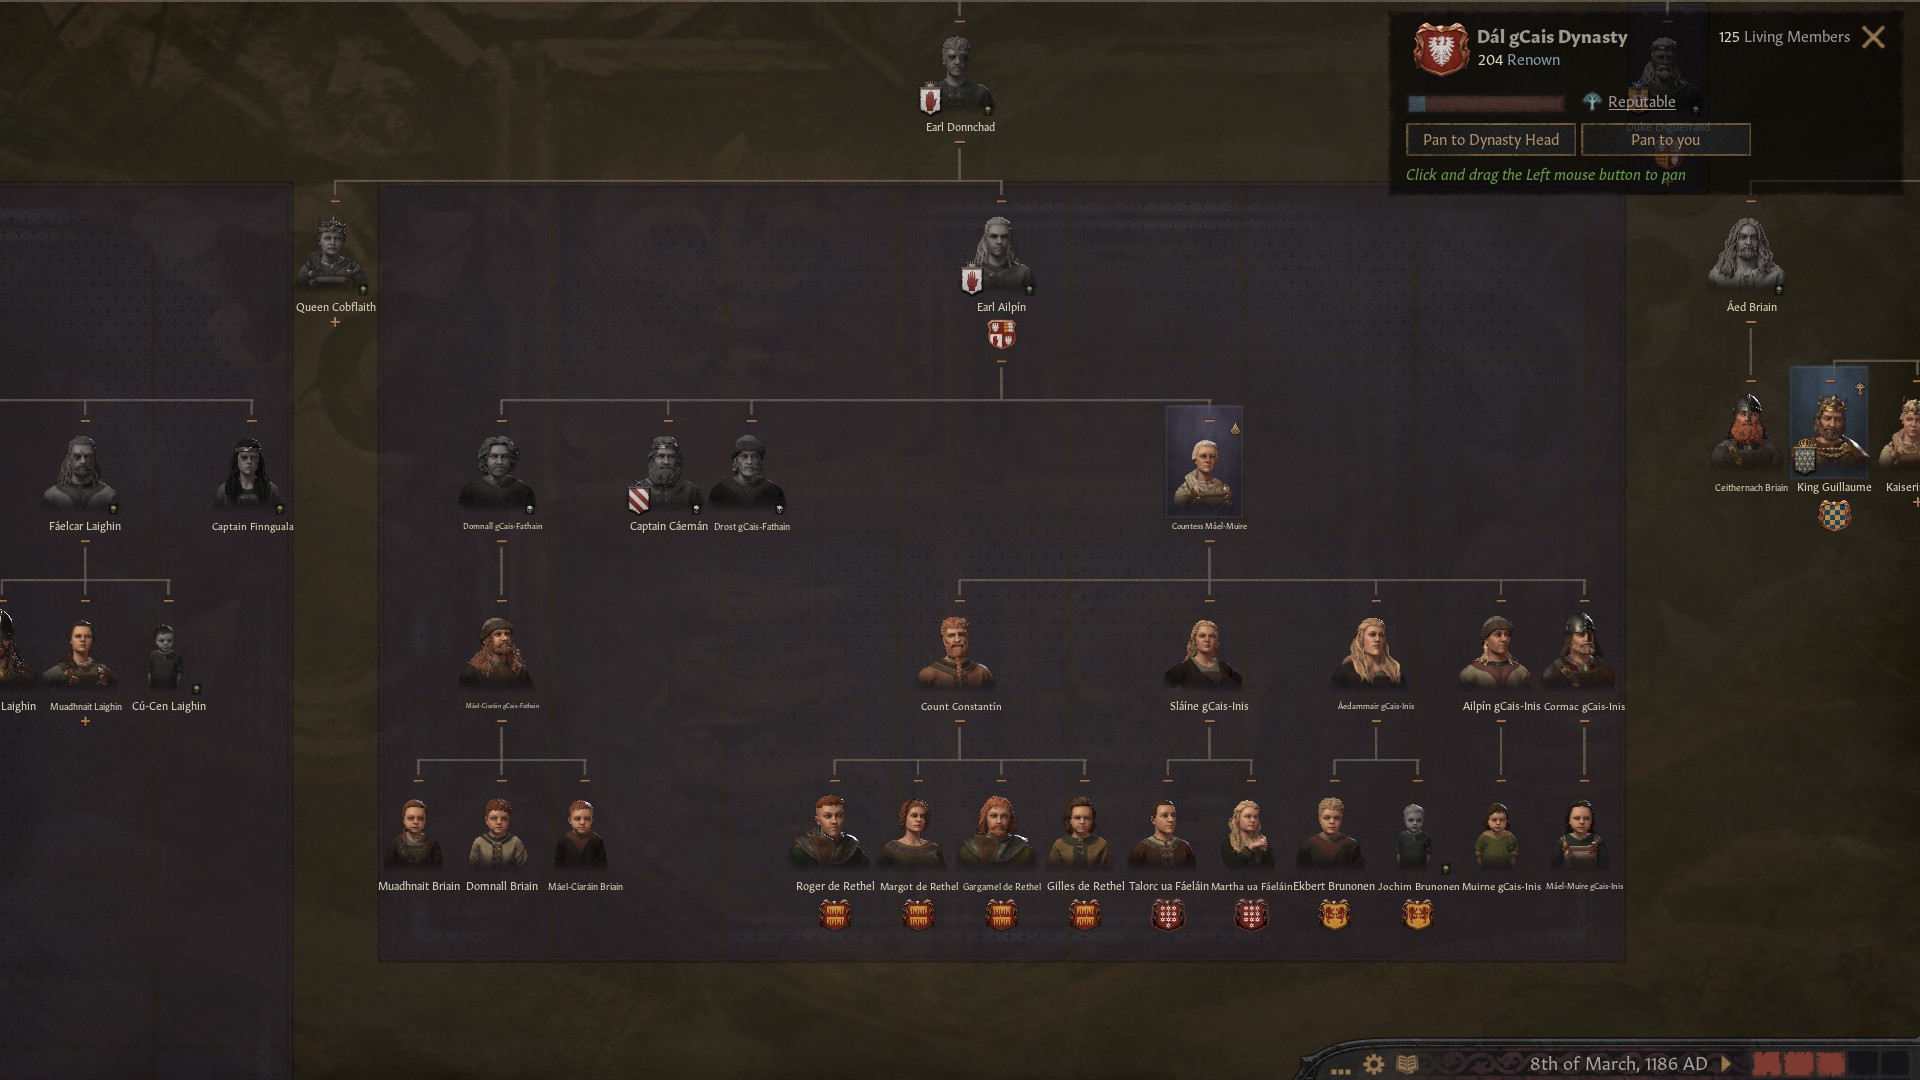 Dál gCais Dynasty
125 Living Members
204 Renown
Reputable
Duke Enguerrand
Pan to Dynasty Head
Pan to you
Click and drag the Left mouse button to pan
Earl Donnchad
Queen Cobflaith
Earl Ailpín
Áed Briain
Ceithernach Briain
King Guillaume
Kaiseri
Fáelcar Laighin
Captain Finnguala
Domnall gCais-Fathain
Captain Cáemán
Drost gCais-Fathain
Countess Máel-Muire
Laighin
Muadhnait Laighin
Cú-Cen Laighin
Máel-Ciaráin gCais-Fathain
Count Constantín
Sláine gCais-Inis
Áedammair gCais-Inis
Ailpín gCais-Inis
Cormac gCais-Inis
Muadhnait Briain
Domnall Briain
Máel-Ciaráin Briain
Roger de Rethel
Margot de Rethel
Gargamel de Rethel
Gilles de Rethel
Talorc ua Fáeláin
Martha ua Fáeláin
Ekbert Brunonen
Jochim Brunonen
Muirne gCais-Inis
Máel-Muire gCais-Inis
8th of March, 1186 AD